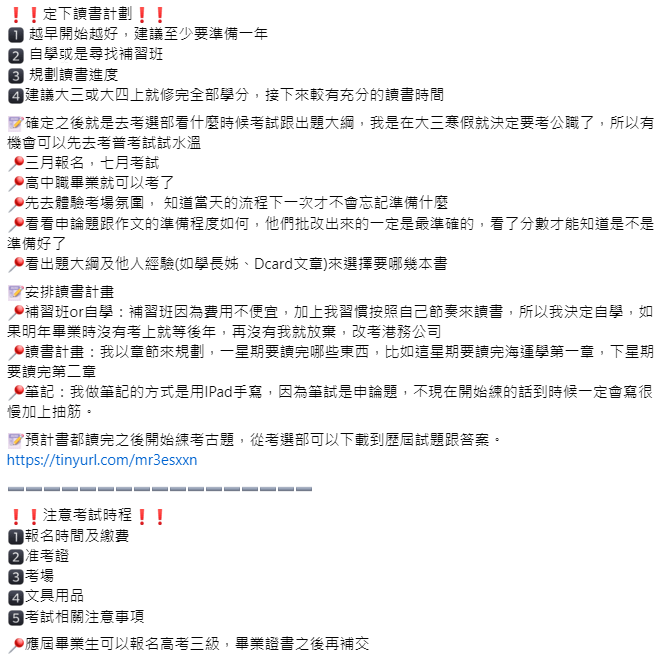 ❗❗定下讀書計劃❗❗
1️⃣ 越早開始越好，建議至少要準備一年
2️⃣ 自學或是尋找補習班
3️⃣ 規劃讀書進度
4️⃣建議大三或大四上就修完全部學分，接下來較有充分的讀書時間
📝確定之後就是去考選部看什麼時候考試跟出題大綱，我是在大三寒假就決定要考公職了，所以有
機會可以先去考普考試試水溫
📍三月報名，七月考試
📍高中職畢業就可以考了
📍先去體驗考場氛圍， 知道當天的流程下一次才不會忘記準備什麼
📍看看申論題跟作文的準備程度如何，他們批改出來的一定是最準確的，看了分數才能知道是不是
準備好了
📍看出題大綱及他人經驗(如學長姊、Dcard文章)來選擇要哪幾本書
📝安排讀書計畫
📍補習班or自學：補習班因為費用不便宜，加上我習慣按照自己節奏來讀書，所以我決定自學，如
果明年畢業時沒有考上就等後年，再沒有我就放棄，改考港務公司
📍讀書計畫：我以章節來規劃，一星期要讀完哪些東西，比如這星期要讀完海運學第一章，下星期
要讀完第二章
📍筆記：我做筆記的方式是用IPad手寫，因為筆試是申論題，不現在開始練的話到時候一定會寫很
慢加上抽筋。
📝預計書都讀完之後開始練考古題，從考選部可以下載到歷屆試題跟答案。
https://tinyurl.com/mr3esxxn
➖➖➖➖➖➖➖➖➖➖➖➖➖➖➖➖➖
❗❗注意考試時程❗❗
1️⃣報名時間及繳費
2️⃣准考證
3️⃣考場
4️⃣文具用品
5️⃣考試相關注意事項
📍應屆畢業生可以報名高考三級，畢業證書之後再補交